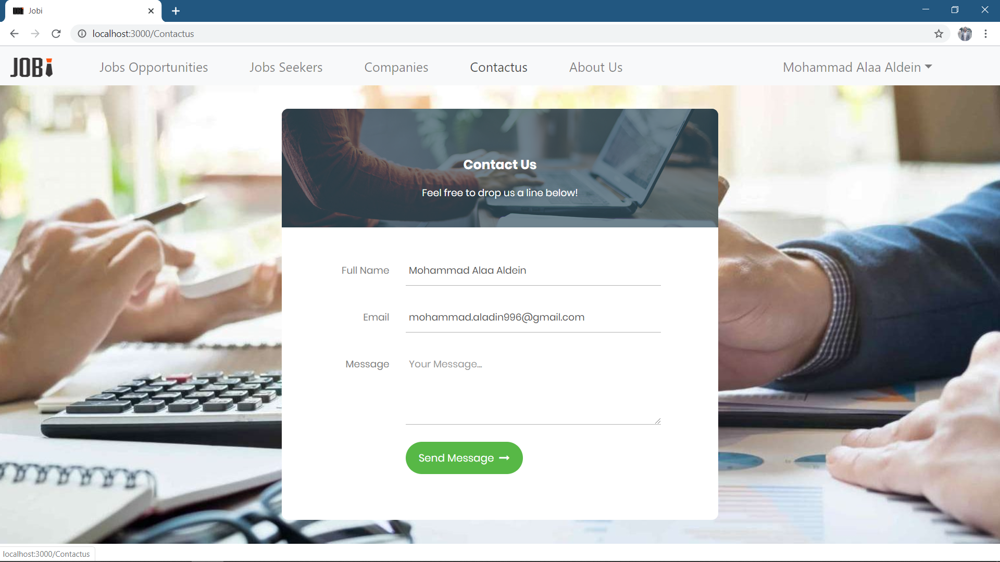 Jobi
localhost:3000/Contactus
JOBi
Jobs Opportunities
Jobs Seekers
Companies
Contactus
About Us
Mohammad Alaa Aldein
Contact Us
Feel free to drop us a line below!
Full Name
Mohammad Alaa Aldein
Email
mohammad.aladin996@gmail.com
Message
Your Message...
Send Message
localhost:3000/Contactus